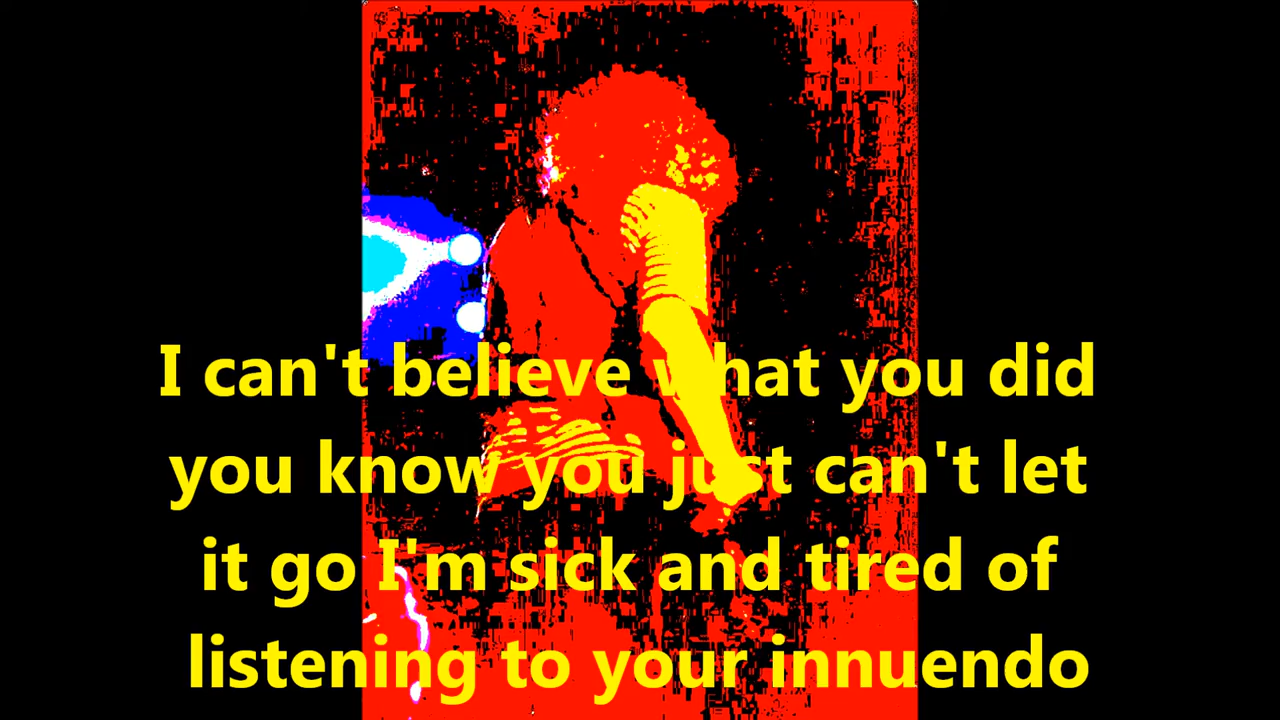 I can't believe what you did
you know you just can't let
it go I'm sick and tired of
listening to your innuendo